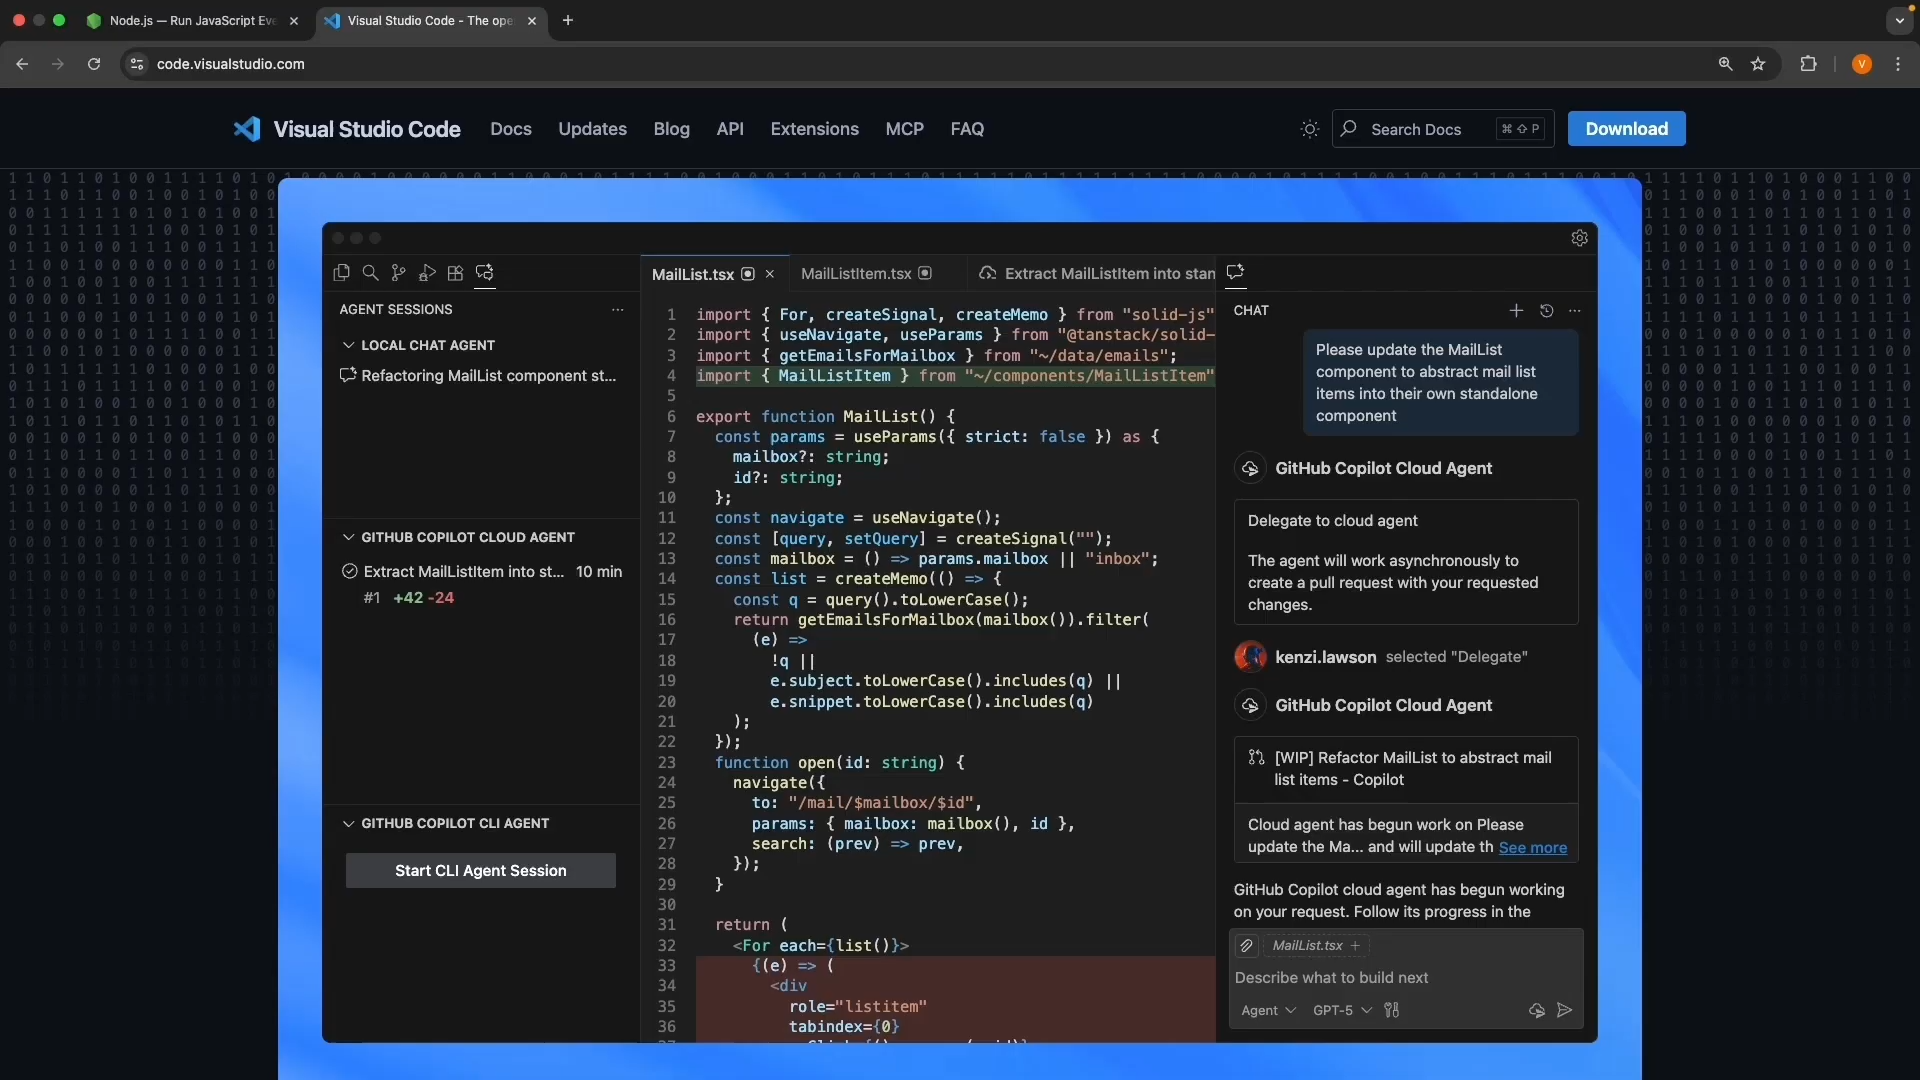 Node.js — Run JavaScript Eve
Visual Studio Code - The ope
code.visualstudio.com
V
Visual Studio Code
Docs
Updates
Blog
API
Extensions
MCP
FAQ
Search Docs
⌘ ⇧ P
Download
AGENT SESSIONS
LOCAL CHAT AGENT
Refactoring MailList component st...
GITHUB COPILOT CLOUD AGENT
Extract MailListItem into st... 10 min
#1 +42 -24
GITHUB COPILOT CLI AGENT
Start CLI Agent Session
MailList.tsx
MailListItem.tsx
Extract MailListItem into stan
1 import { For, createSignal, createMemo } from "solid-js"
2 import { useNavigate, useParams } from "@tanstack/solid-
3 import { getEmailsForMailbox } from "~/data/emails";
4 import { MailListItem } from "~/components/MailListItem"
5
6 export function MailList() {
7 const params = useParams({ strict: false }) as {
8 mailbox?: string;
9 id?: string;
10 };
11 const navigate = useNavigate();
12 const [query, setQuery] = createSignal("");
13 const mailbox = () => params.mailbox || "inbox";
14 const list = createMemo(() => {
15 const q = query().toLowerCase();
16 return getEmailsForMailbox(mailbox()).filter(
17 (e) =>
18 !q ||
19 e.subject.toLowerCase().includes(q) ||
20 e.snippet.toLowerCase().includes(q)
21 );
22 });
23 function open(id: string) {
24 navigate({
25 to: "/mail/$mailbox/$id",
26 params: { mailbox: mailbox(), id },
27 search: (prev) => prev,
28 });
29 }
30
31 return (
32 <For each={list()}>
33 {(e) => (
34 <div
35 role="listitem"
36 tabindex={0}
CHAT
Please update the MailList
component to abstract mail list
items into their own standalone
component
GitHub Copilot Cloud Agent
Delegate to cloud agent
The agent will work asynchronously to
create a pull request with your requested
changes.
kenzi.lawson selected "Delegate"
GitHub Copilot Cloud Agent
[WIP] Refactor MailList to abstract mail
list items - Copilot
Cloud agent has begun work on Please
update the Ma... and will update th See more
GitHub Copilot cloud agent has begun working
on your request. Follow its progress in the
MailList.tsx +
Describe what to build next
Agent
GPT-5